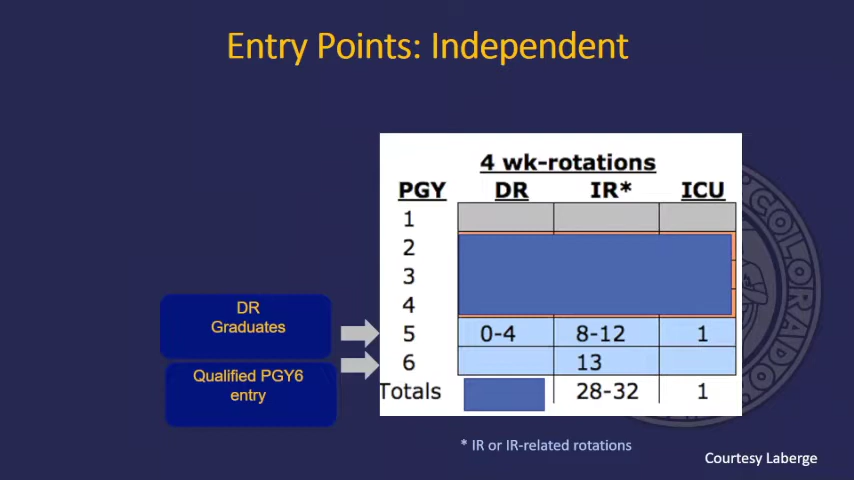 Entry Points: Independent
4 wk-rotations
PGY DR IR* ICU
1
2
3
4
DR
Graduates
5 0-4 8-12 1
6 13
Qualified PGY6
entry
Totals 28-32 1
* IR or IR-related rotations
Courtesy Laberge
COLORADO